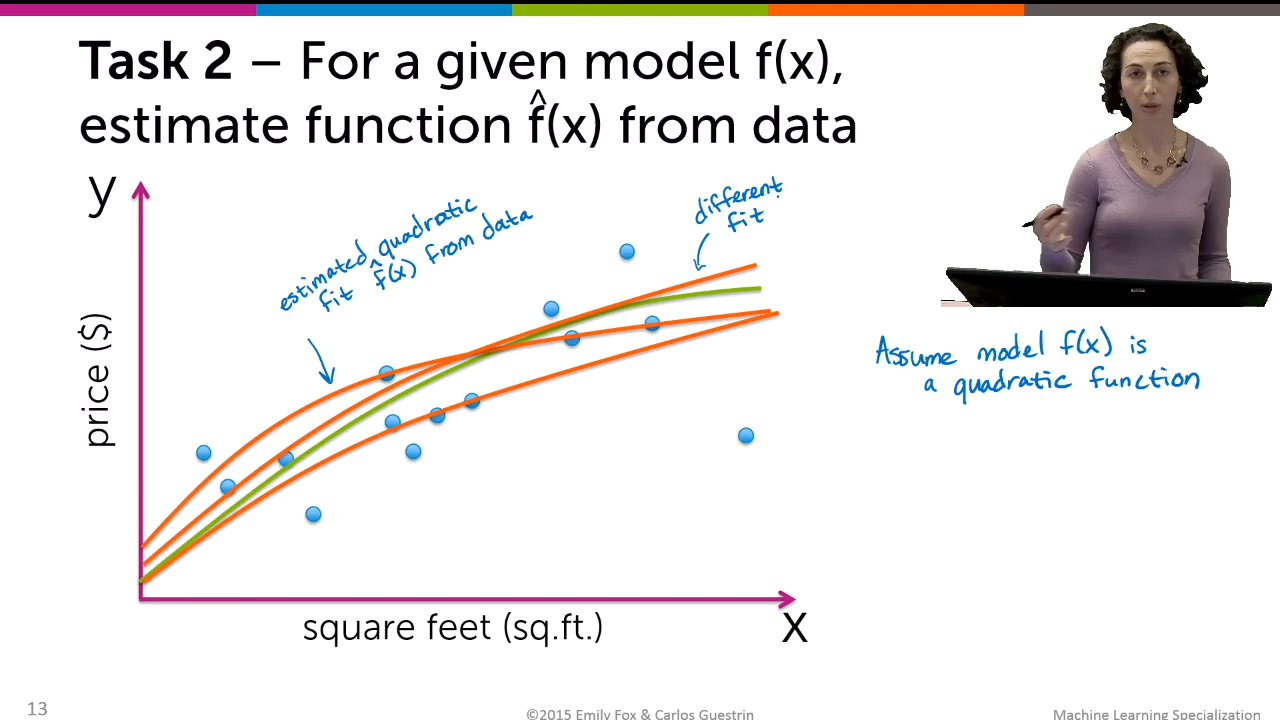 Task 2 – For a given model f(x),
estimate function f̂(x) from data
y
estimated quadratic
fit f̂(x) from data
different
fit
price ($)
square feet (sq.ft.)
x
Assume model f(x) is
a quadratic function
13
©2015 Emily Fox & Carlos Guestrin
Machine Learning Specialization